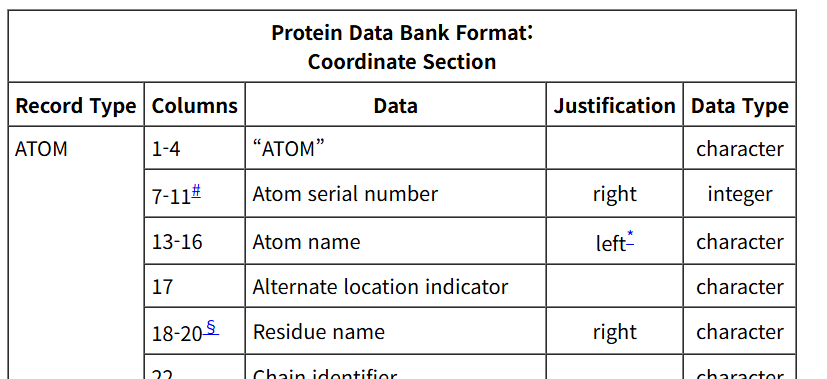 Protein Data Bank Format:
Coordinate Section
Record Type Columns Data Justification Data Type
ATOM 1-4 “ATOM” character
7-11# Atom serial number right integer
13-16 Atom name left* character
17 Alternate location indicator character
18-20§ Residue name right character
22 Chain identifier character